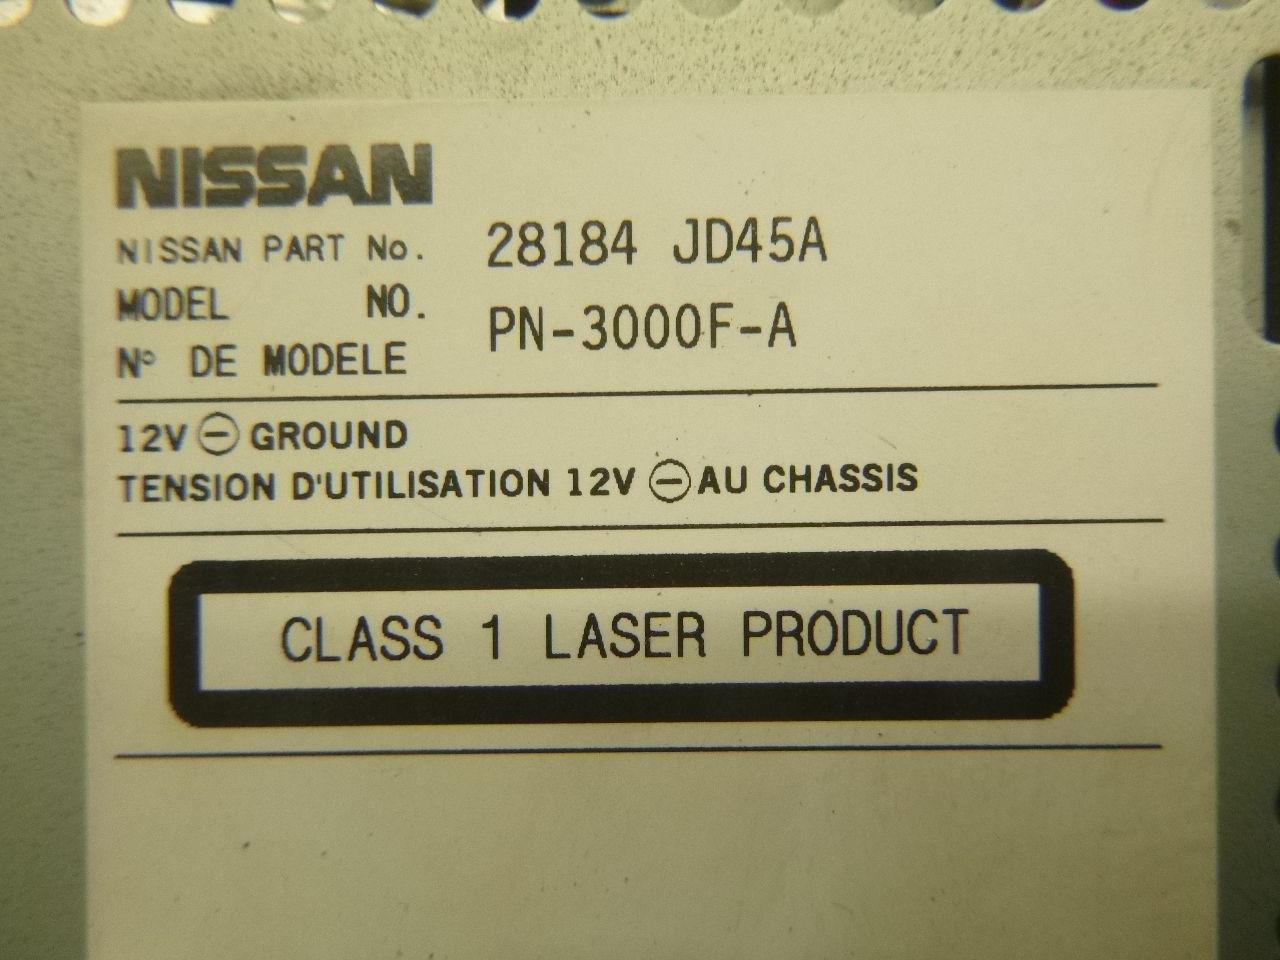 NISSAN
NISSAN PART No. 28184 JD45A
MODEL NO. PN-3000F-A
N° DE MODELE
12V ⊖ GROUND
TENSION D'UTILISATION 12V ⊖ AU CHASSIS
CLASS 1 LASER PRODUCT